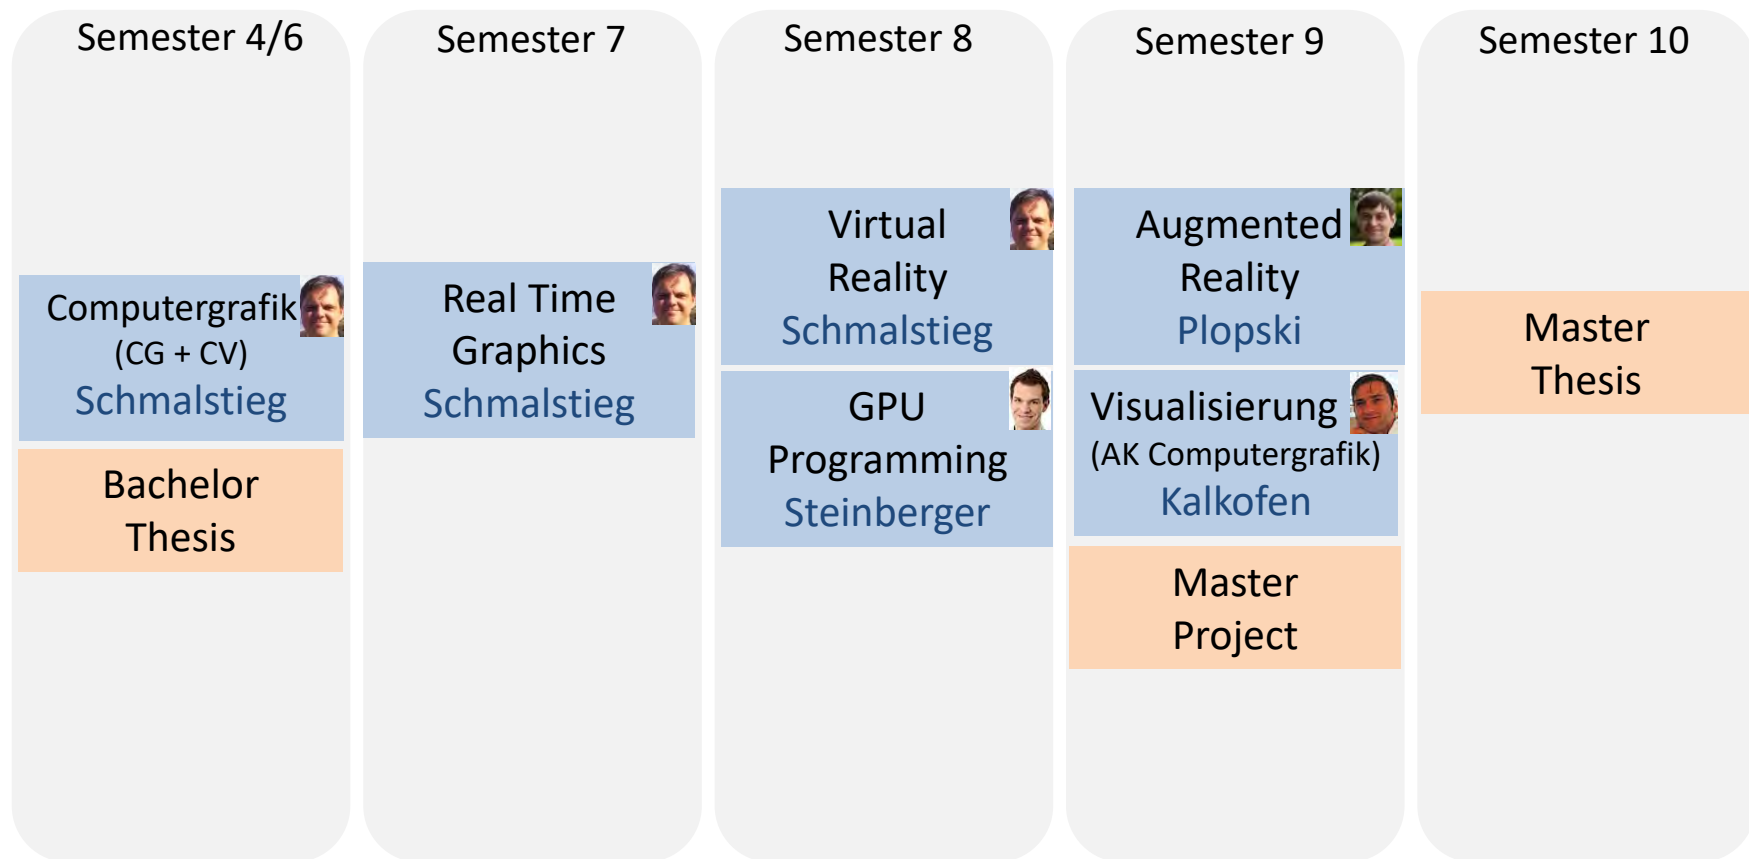 Semester 4/6
Computergrafik
(CG + CV)
Schmalstieg
Bachelor
Thesis
Semester 7
Real Time
Graphics
Schmalstieg
Semester 8
Virtual
Reality
Schmalstieg
GPU
Programming
Steinberger
Semester 9
Augmented
Reality
Plopski
Visualisierung
(AK Computergrafik)
Kalkofen
Master
Project
Semester 10
Master
Thesis